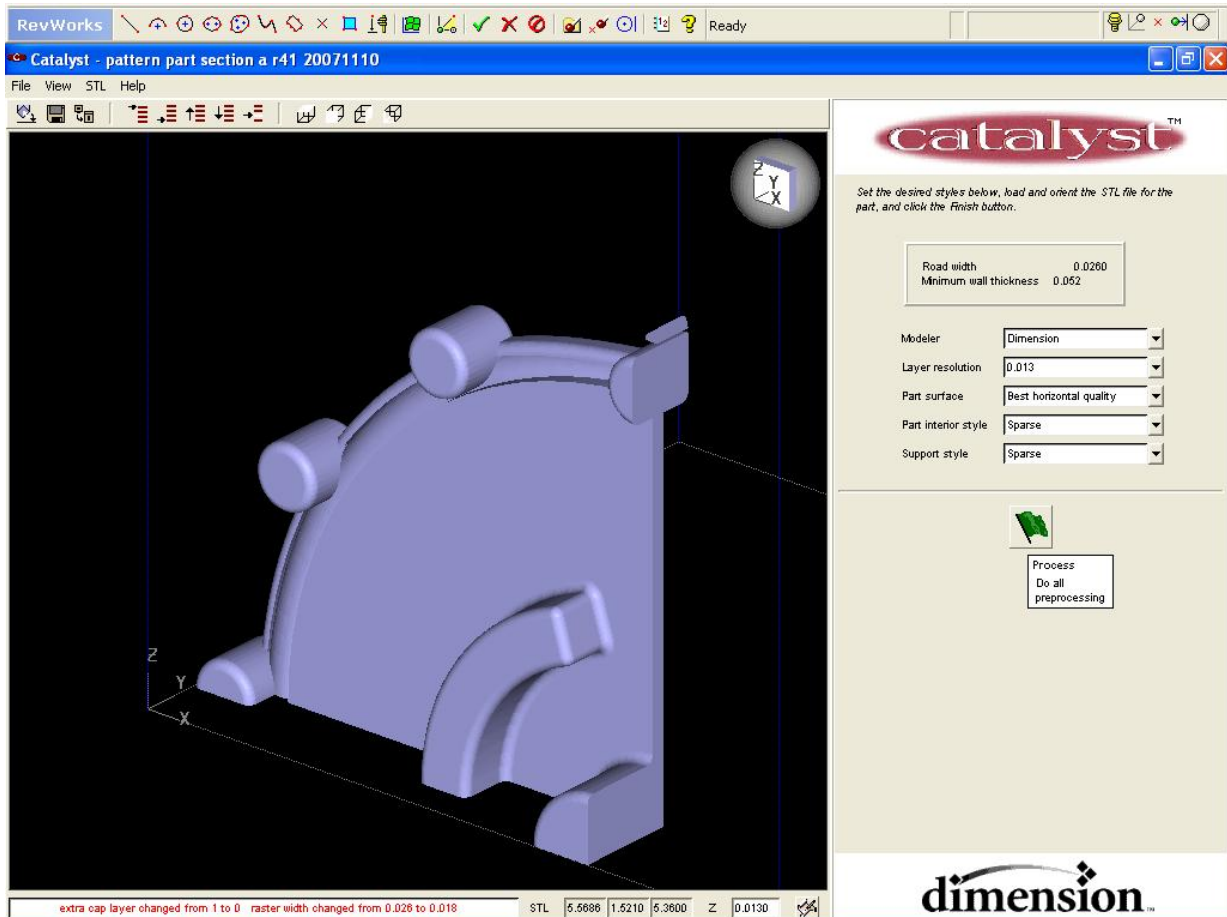 RevWorks
Ready
Catalyst - pattern part section a r41 20071110
File View STL Help
catalyst™
Set the desired styles below, load and orient the STL file for the
part, and click the Finish button.
Road width 0.0260
Minimum wall thickness 0.052
Modeler Dimension
Layer resolution 0.013
Part surface Best horizontal quality
Part interior style Sparse
Support style Sparse
Process
Do all
preprocessing
Z
Y
X
Z
Y
X
extra cap layer changed from 1 to 0 raster width changed from 0.026 to 0.018
STL 5.5686 1.5210 5.3600 Z 0.0130
dimension™